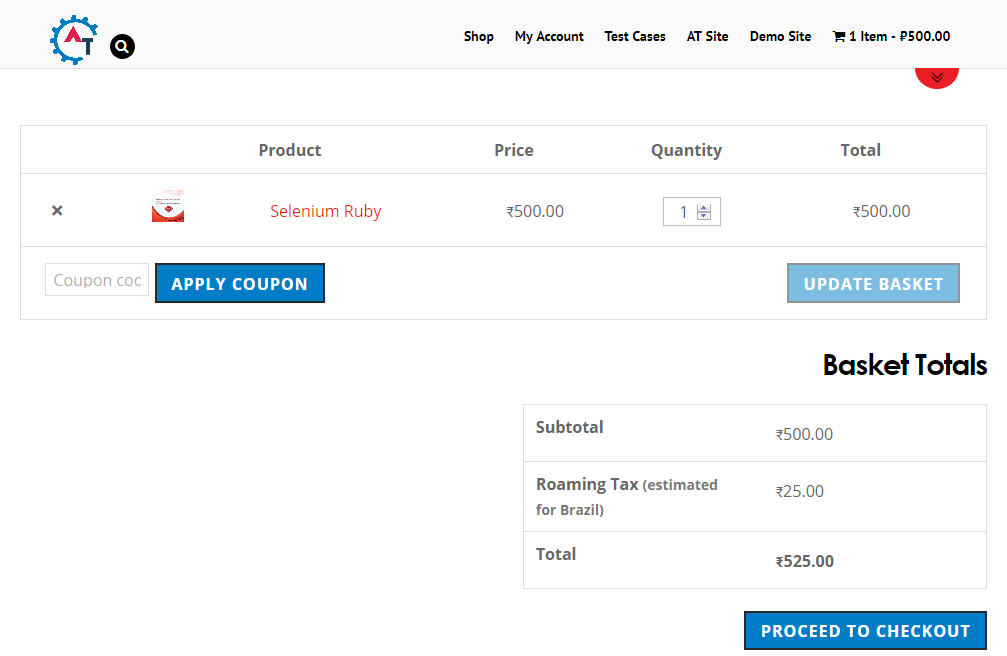 AT
Shop My Account Test Cases AT Site Demo Site 1 Item - ₽500.00
Product Price Quantity Total
× Selenium Ruby ₹500.00 1 ₹500.00
Coupon coc APPLY COUPON UPDATE BASKET
Basket Totals
Subtotal ₹500.00
Roaming Tax (estimated ₹25.00
for Brazil)
Total ₹525.00
PROCEED TO CHECKOUT